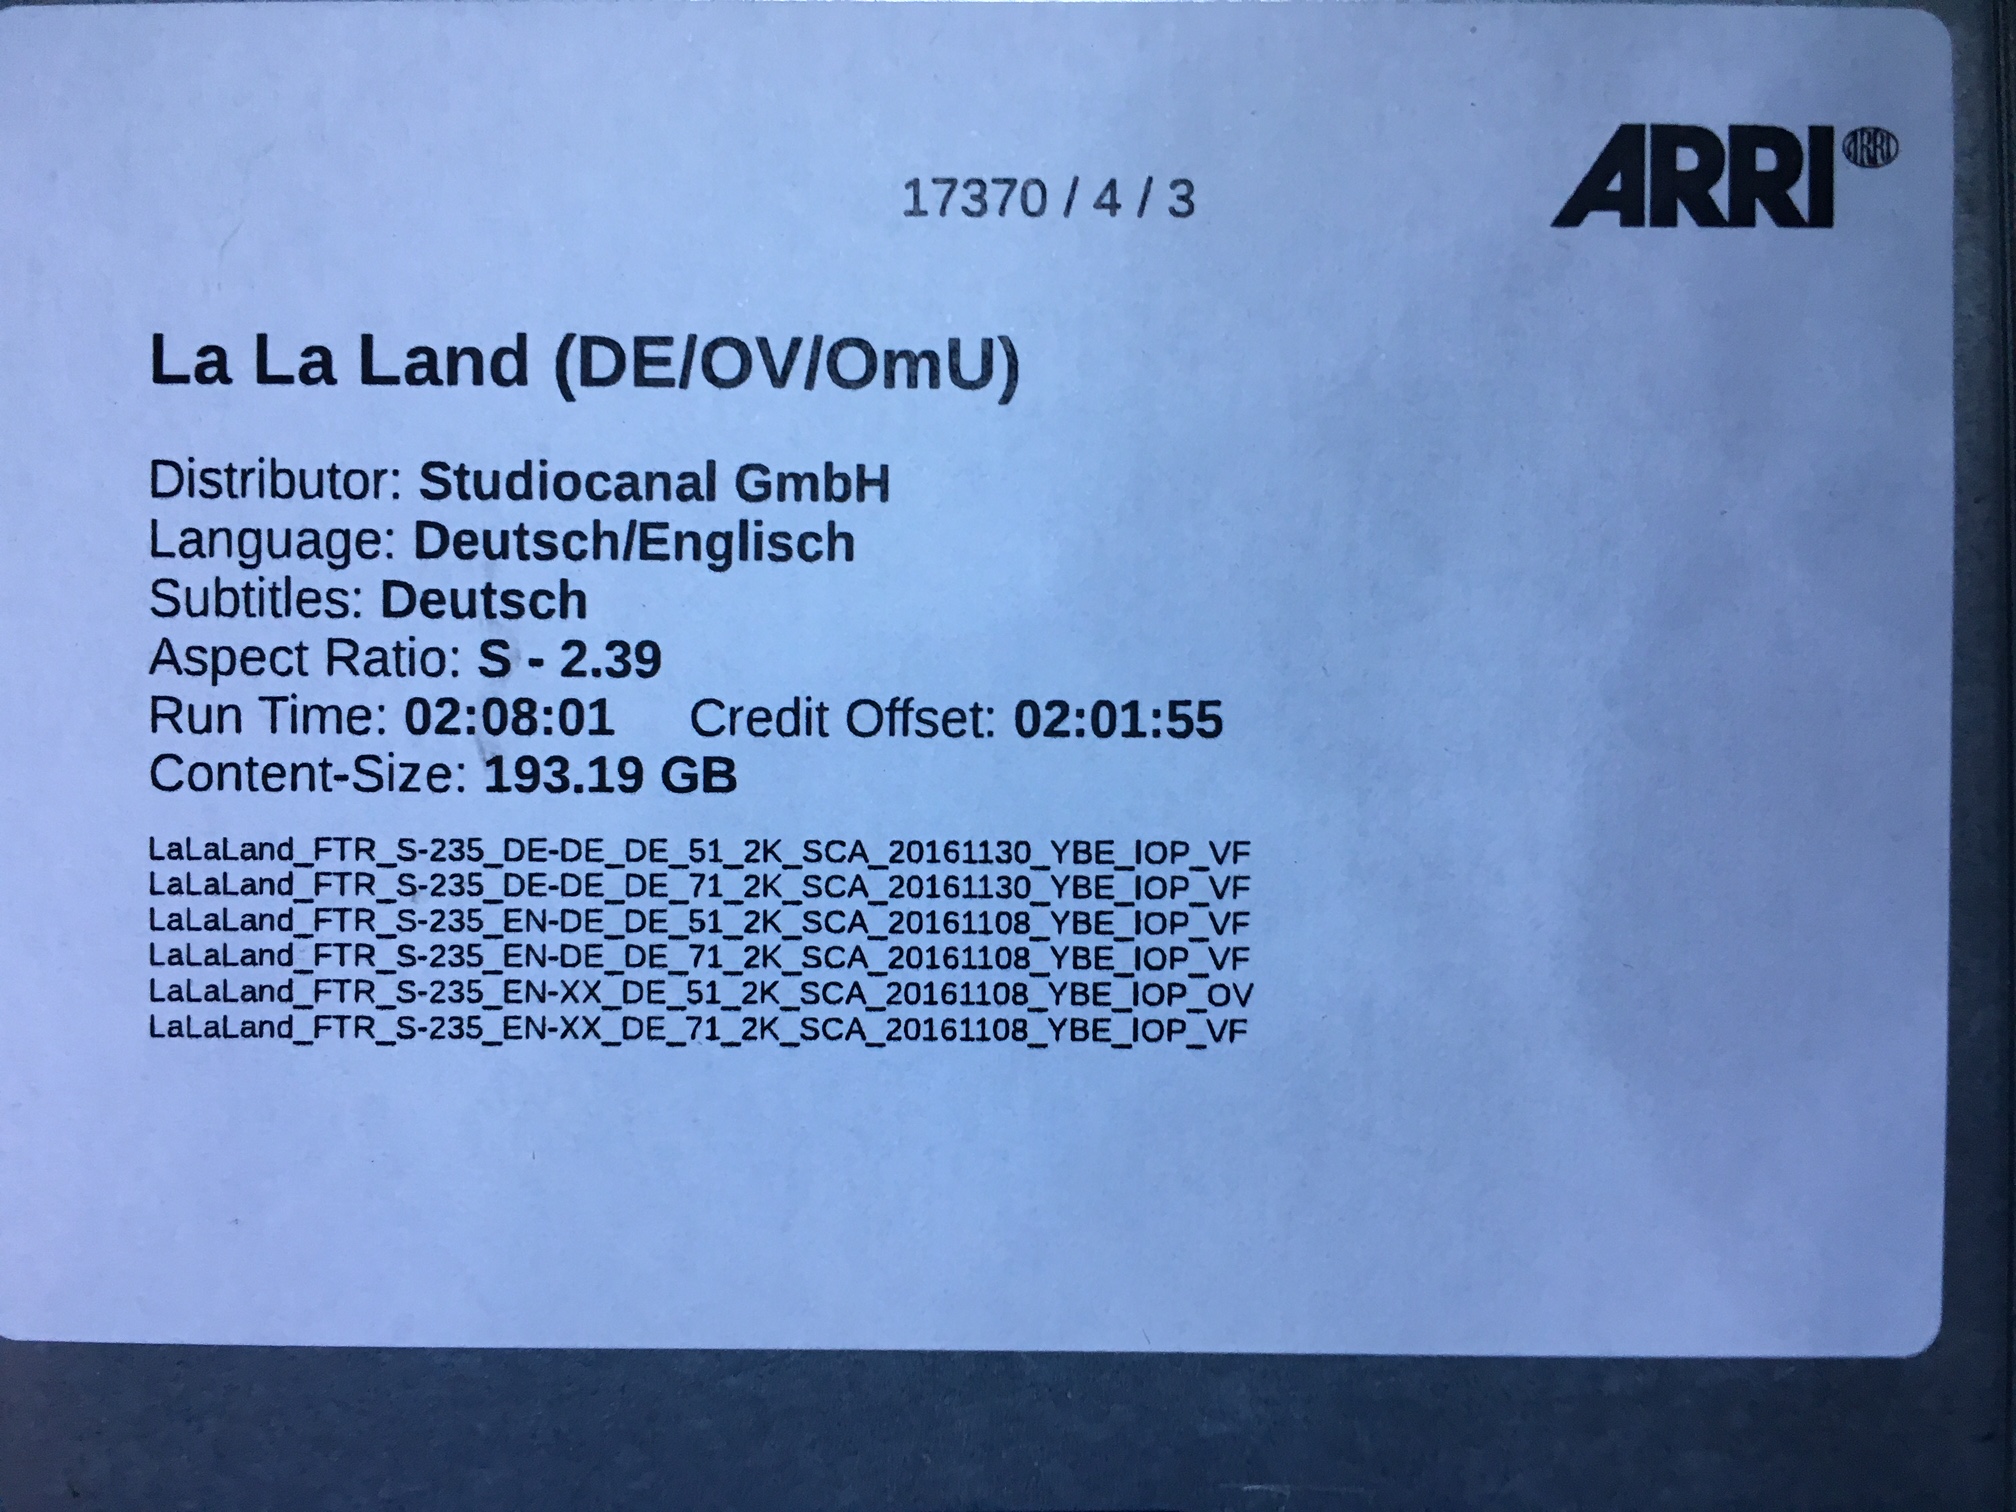 ARRI ARRI
17370 / 4 / 3
La La Land (DE/OV/OmU)
Distributor: Studiocanal GmbH
Language: Deutsch/Englisch
Subtitles: Deutsch
Aspect Ratio: S - 2.39
Run Time: 02:08:01 Credit Offset: 02:01:55
Content-Size: 193.19 GB
LaLaLand_FTR_S-235_DE-DE_DE_51_2K_SCA_20161130_YBE_IOP_VF
LaLaLand_FTR_S-235_DE-DE_DE_71_2K_SCA_20161130_YBE_IOP_VF
LaLaLand_FTR_S-235_EN-DE_DE_51_2K_SCA_20161108_YBE_IOP_VF
LaLaLand_FTR_S-235_EN-DE_DE_71_2K_SCA_20161108_YBE_IOP_VF
LaLaLand_FTR_S-235_EN-XX_DE_51_2K_SCA_20161108_YBE_IOP_OV
LaLaLand_FTR_S-235_EN-XX_DE_71_2K_SCA_20161108_YBE_IOP_VF